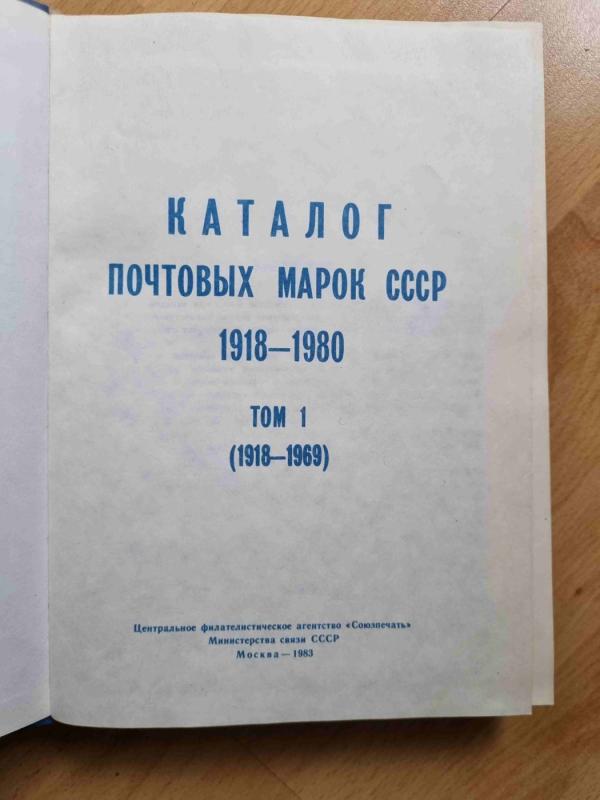 КАТАЛОГ
ПОЧТОВЫХ МАРОК СССР
1918—1980
ТОМ 1
(1918—1969)
Центральное филателистическое агентство «Союзпечать»
Министерства связи СССР
Москва — 1983